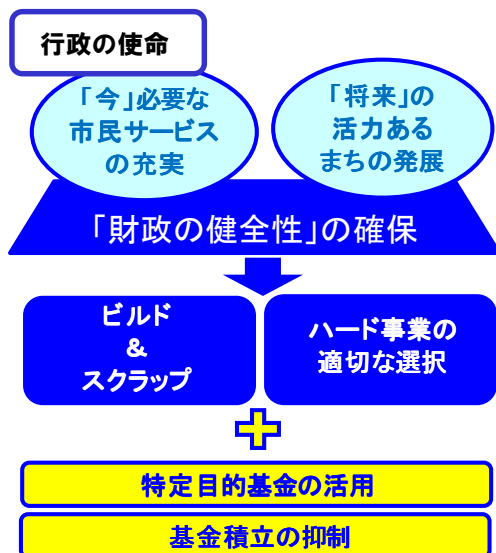 行政の使命
「今」必要な
市民サービス
の充実
「将来」の
活力ある
まちの発展
「財政の健全性」の確保
ビルド
&
スクラップ
ハード事業の
適切な選択
特定目的基金の活用
基金積立の抑制